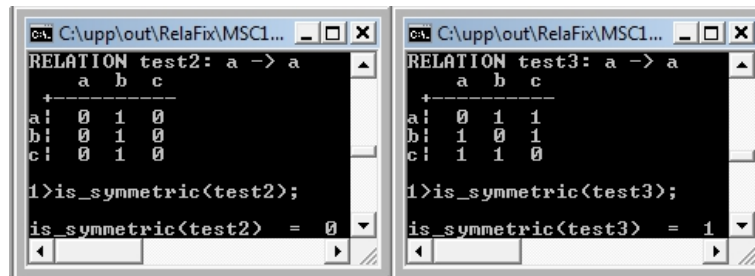 C:\upp\out\RelaFix\MSC1...
RELATION test2: a -> a
a b c
+----------
a¦ 0 1 0
b¦ 0 1 0
c¦ 0 1 0
1>is_symmetric(test2);
is_symmetric(test2) = 0
C:\upp\out\RelaFix\MSC1...
RELATION test3: a -> a
a b c
+----------
a¦ 0 1 1
b¦ 1 0 1
c¦ 1 1 0
1>is_symmetric(test3);
is_symmetric(test3) = 1